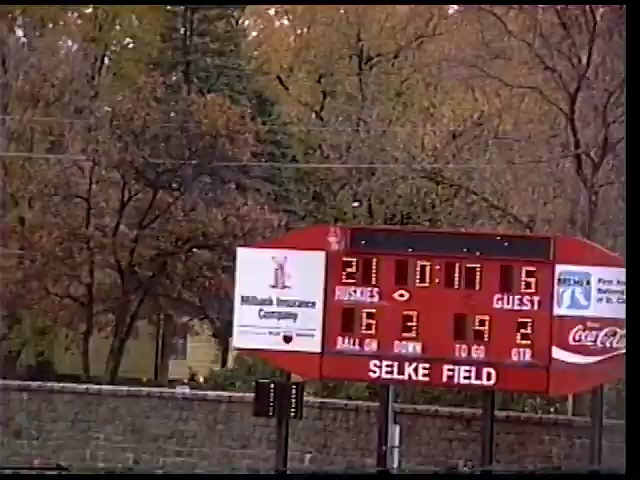 21 0:17 6
HUSKIES GUEST
Milbank Insurance
Company
6 3 9 2
BALL ON DOWN TO GO QTR
Coca-Cola
SELKE FIELD